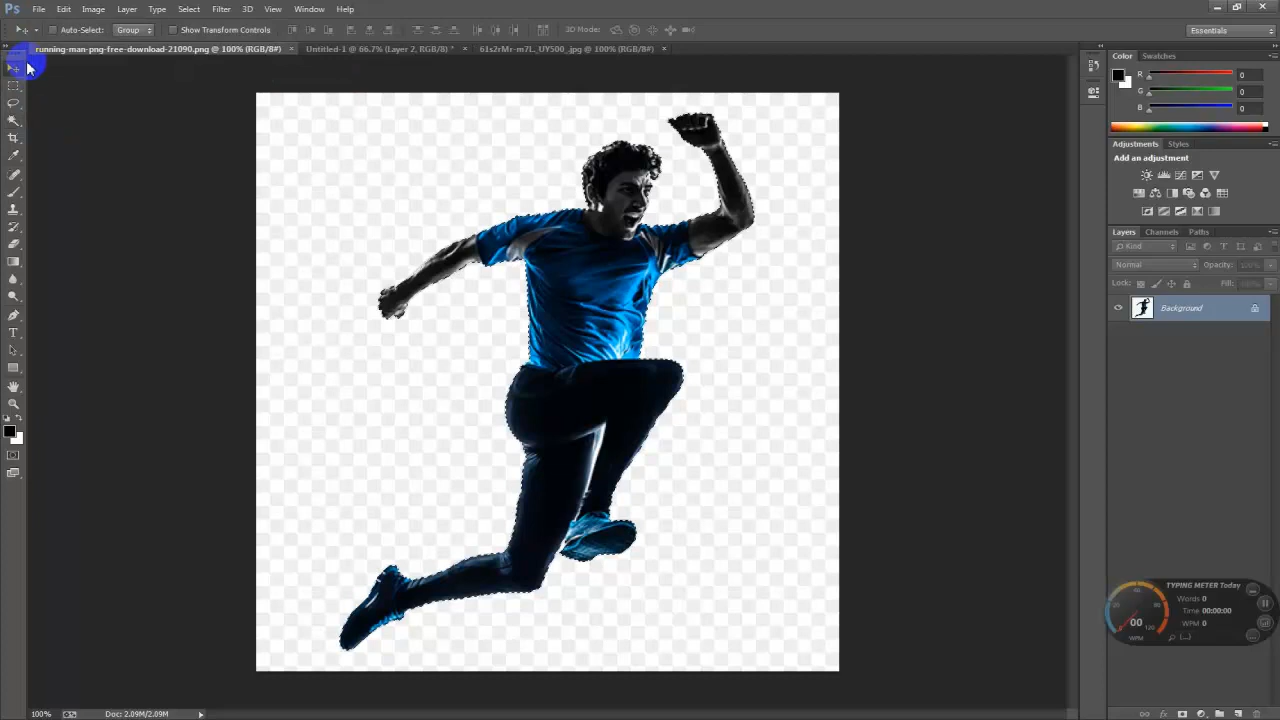 Ps File Edit Image Layer Type Select Filter 3D View Window Help
Auto-Select: Group Show Transform Controls 3D Mode: Essentials
running-man-png-free-download-21090.png @ 100% (RGB/8#) × Untitled-1 @ 66.7% (Layer 2, RGB/8) * × 61s2rMr-m7L._UY500_.jpg @ 100% (RGB/8#) ×
Color Swatches
R 0
G 0
B 0
Adjustments Styles
Add an adjustment
Layers Channels Paths
Kind
Normal Opacity: 100%
Lock: Fill: 100%
Background
TYPING METER Today
Words 0
Time 00:00:00
WPM 0
00
WPM
100% Doc: 2.09M/2.09M